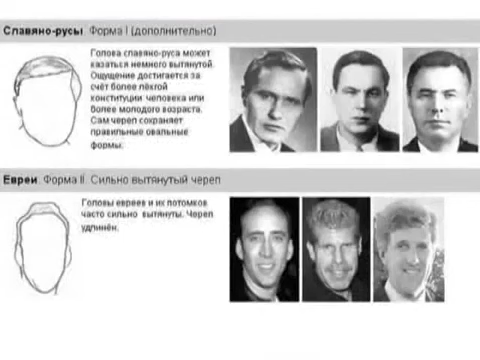 Славяно-русы. Форма I (дополнительно)
Голова славяно-руса может
казаться немного вытянутой.
Ощущение достигается за
счёт более лёгкой
конституции человека или
более молодого возраста.
Сам череп сохраняет
правильные овальные
формы.
Евреи. Форма II. Сильно вытянутый череп
Головы евреев и их потомков
часто сильно вытянуты. Череп
удлинён.